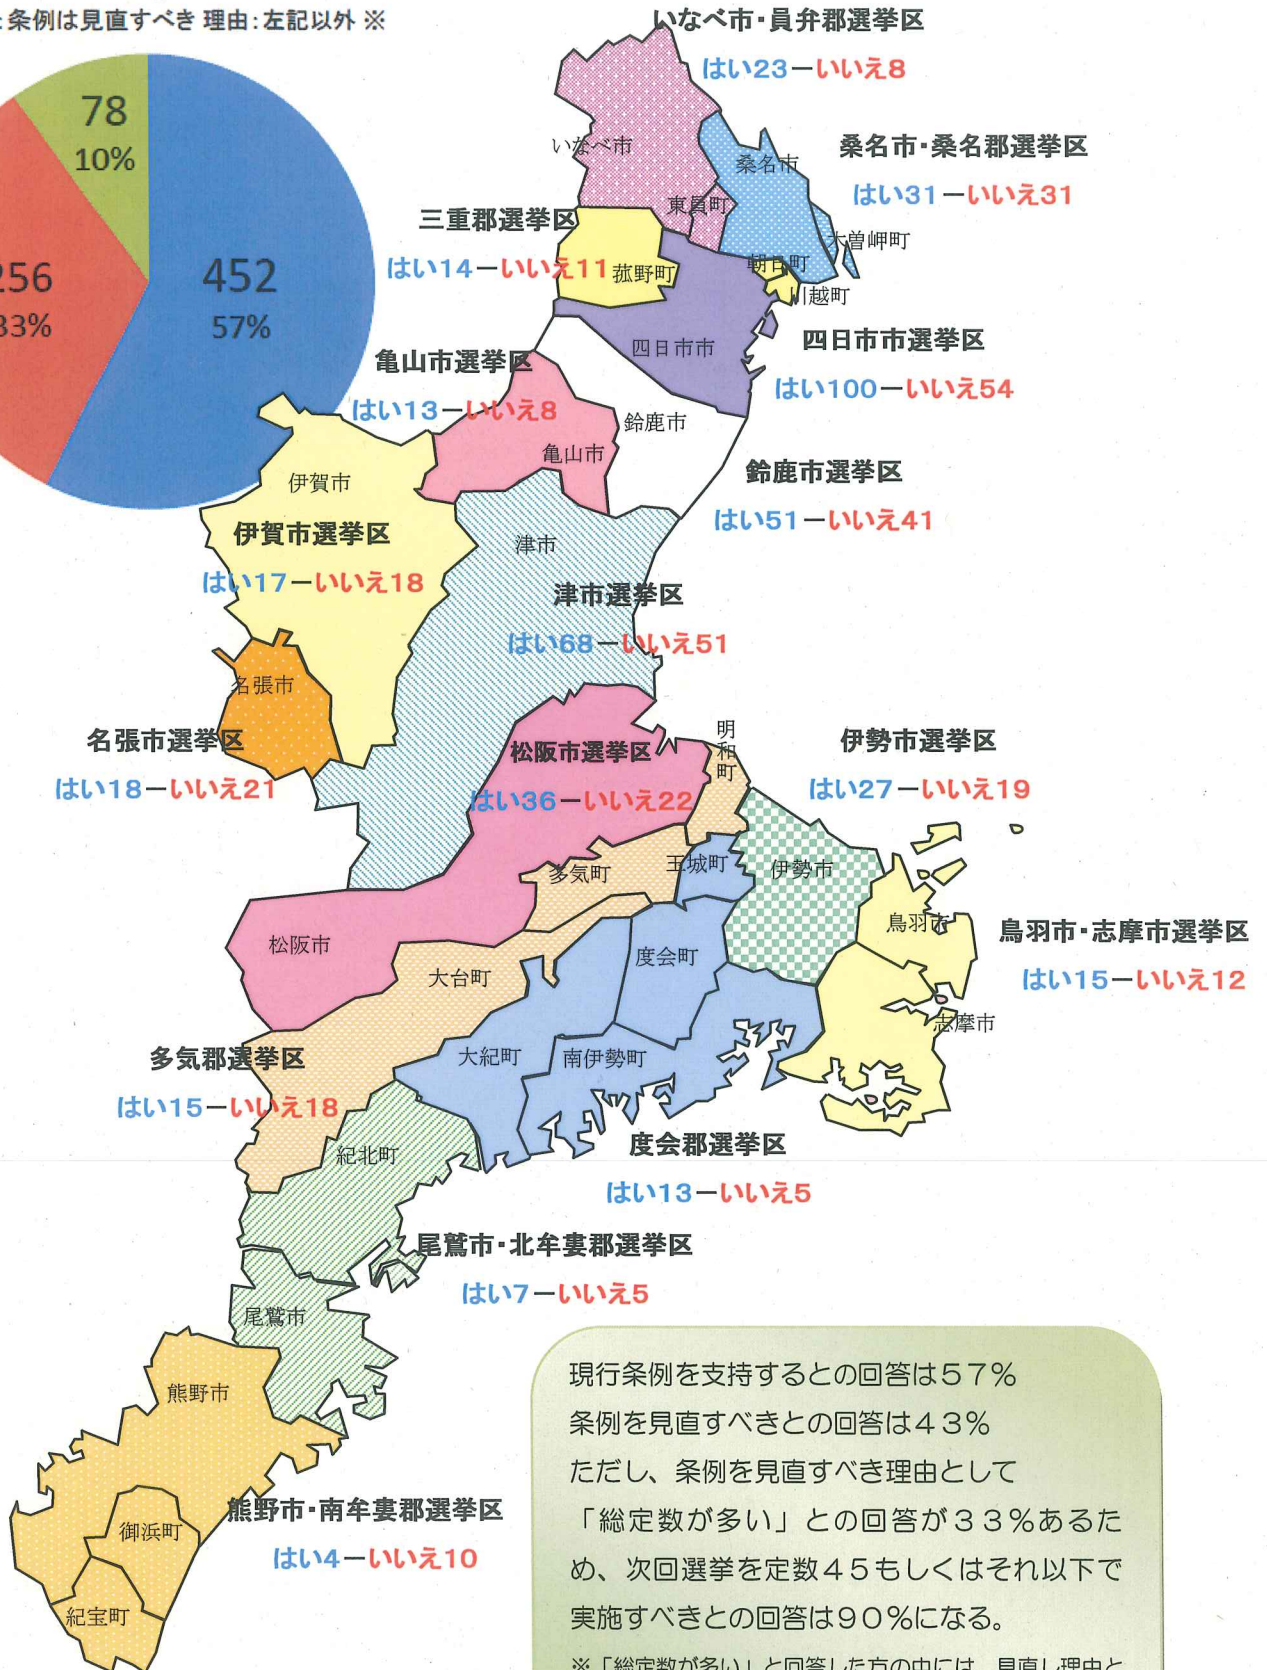 条例は見直すべき 理由:左記以外 ※
78
10%
256
33%
452
57%
いなべ市・員弁郡選挙区
はい23－いいえ8
いなべ市
東員町
桑名市
桑名市・桑名郡選挙区
はい31－いいえ31
木曽岬町
三重郡選挙区
はい14－いいえ11
菰野町
朝日町
川越町
四日市市
四日市市選挙区
はい100－いいえ54
亀山市選挙区
はい13－いいえ8
亀山市
鈴鹿市
鈴鹿市選挙区
はい51－いいえ41
伊賀市
伊賀市選挙区
はい17－いいえ18
津市
津市選挙区
はい68－いいえ51
名張市
名張市選挙区
はい18－いいえ21
松阪市選挙区
はい36－いいえ22
明和町
伊勢市選挙区
はい27－いいえ19
多気町
玉城町
伊勢市
鳥羽市
鳥羽市・志摩市選挙区
はい15－いいえ12
松阪市
大台町
度会町
志摩市
多気郡選挙区
はい15－いいえ18
大紀町
南伊勢町
度会郡選挙区
はい13－いいえ5
紀北町
尾鷲市・北牟婁郡選挙区
はい7－いいえ5
尾鷲市
熊野市
熊野市・南牟婁郡選挙区
はい4－いいえ10
御浜町
紀宝町
現行条例を支持するとの回答は５７％
条例を見直すべきとの回答は４３％
ただし、条例を見直すべき理由として
「総定数が多い」との回答が３３％あるた
め、次回選挙を定数４５もしくはそれ以下で
実施すべきとの回答は９０％になる。
※「総定数が多い」と回答した方の中には、見直し理由と